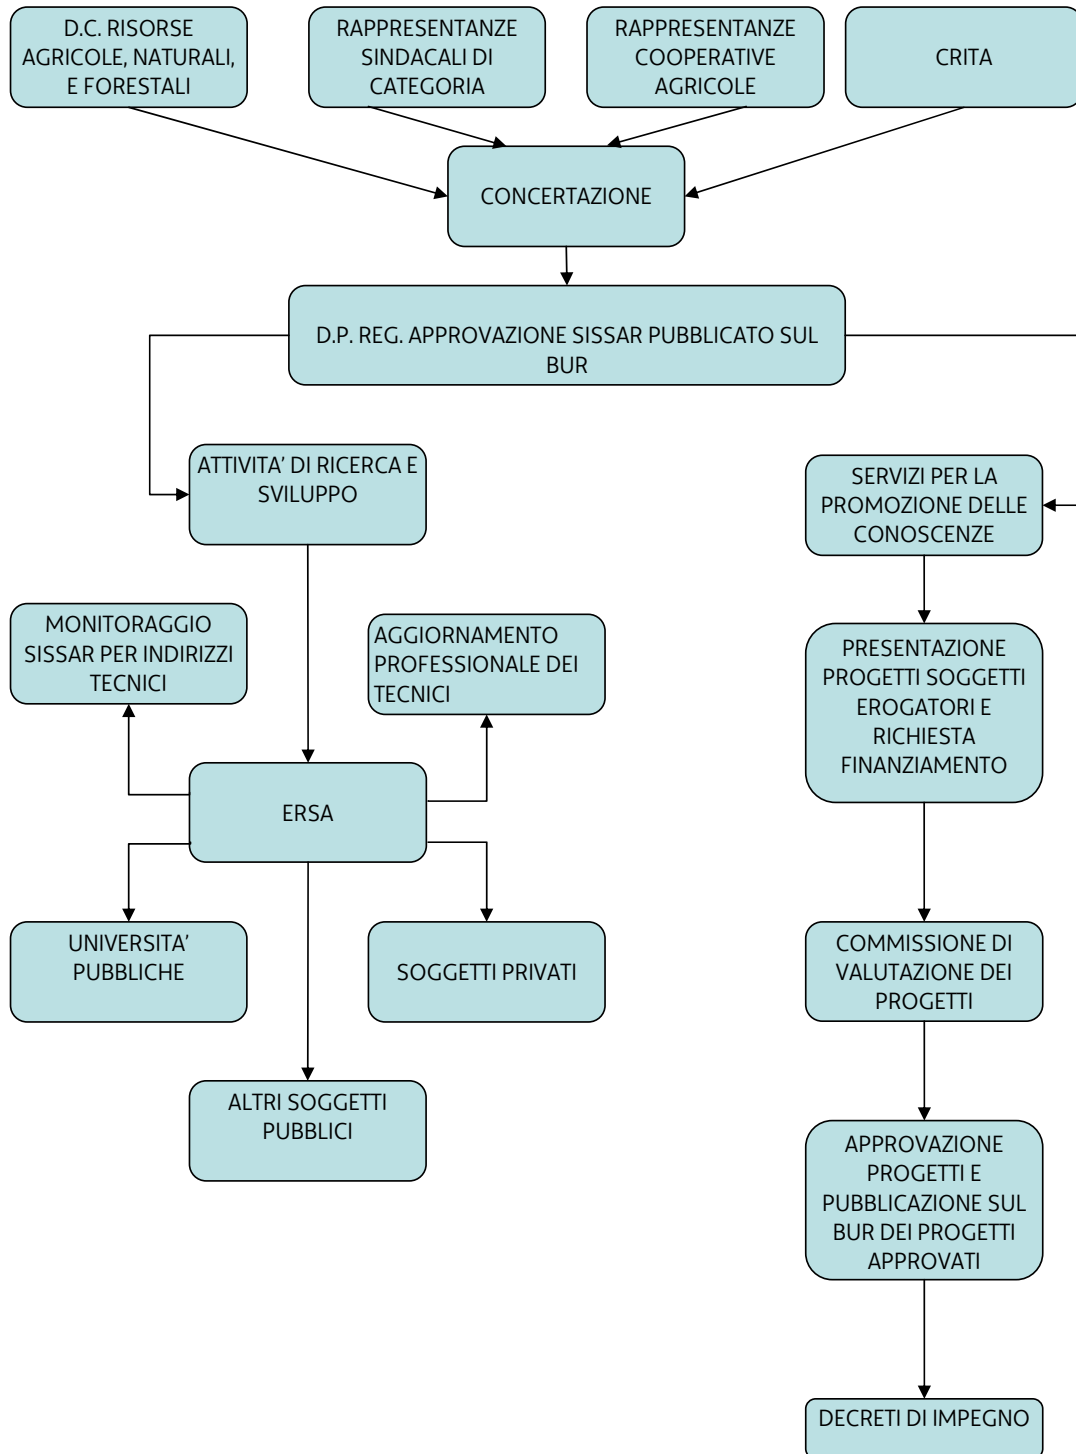 D.C. RISORSE
AGRICOLE, NATURALI,
E FORESTALI
RAPPRESENTANZE
SINDACALI DI
CATEGORIA
RAPPRESENTANZE
COOPERATIVE
AGRICOLE
CRITA
CONCERTAZIONE
D.P. REG. APPROVAZIONE SISSAR PUBBLICATO SUL
BUR
ATTIVITA’ DI RICERCA E
SVILUPPO
SERVIZI PER LA
PROMOZIONE DELLE
CONOSCENZE
MONITORAGGIO
SISSAR PER INDIRIZZI
TECNICI
AGGIORNAMENTO
PROFESSIONALE DEI
TECNICI
PRESENTAZIONE
PROGETTI SOGGETTI
EROGATORI E
RICHIESTA
FINANZIAMENTO
ERSA
UNIVERSITA’
PUBBLICHE
SOGGETTI PRIVATI
COMMISSIONE DI
VALUTAZIONE DEI
PROGETTI
ALTRI SOGGETTI
PUBBLICI
APPROVAZIONE
PROGETTI E
PUBBLICAZIONE SUL
BUR DEI PROGETTI
APPROVATI
DECRETI DI IMPEGNO